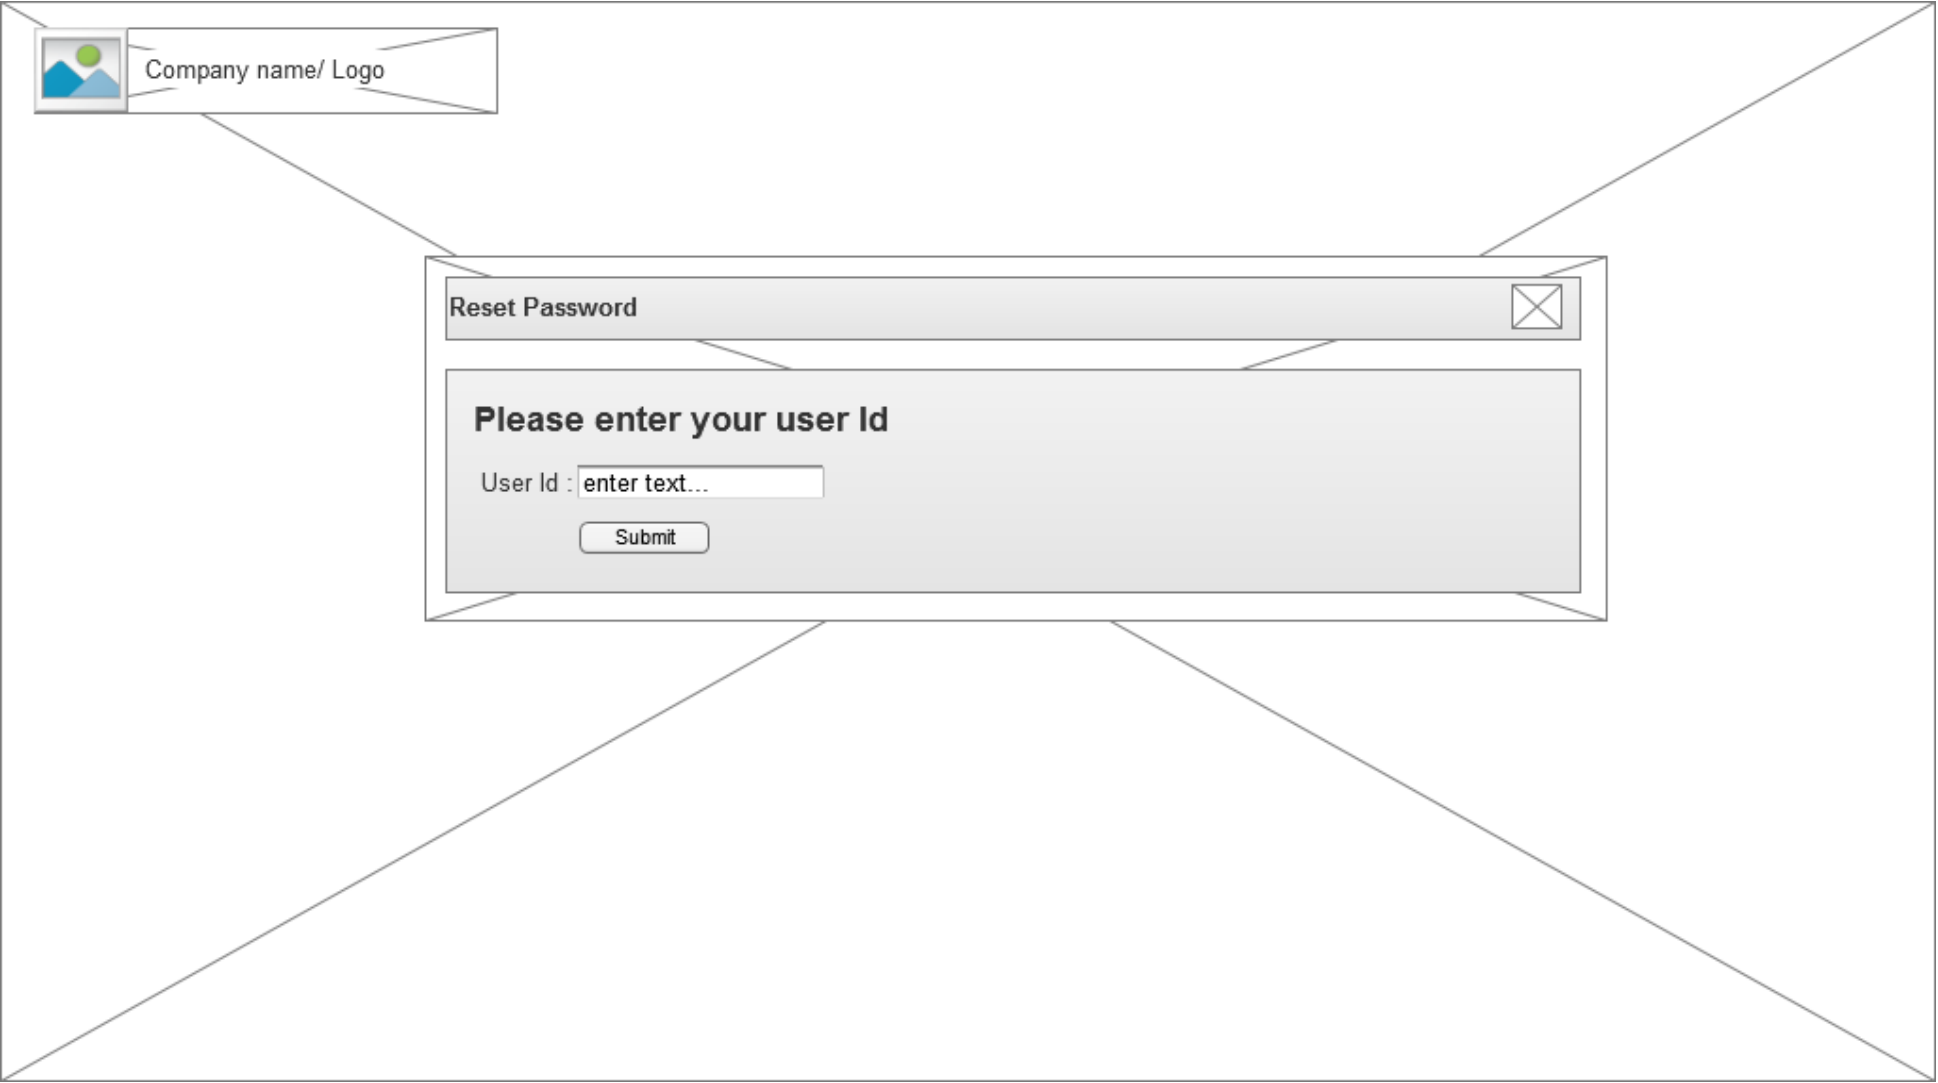 Company name/ Logo
Reset Password
Please enter your user Id
User Id : enter text...
Submit